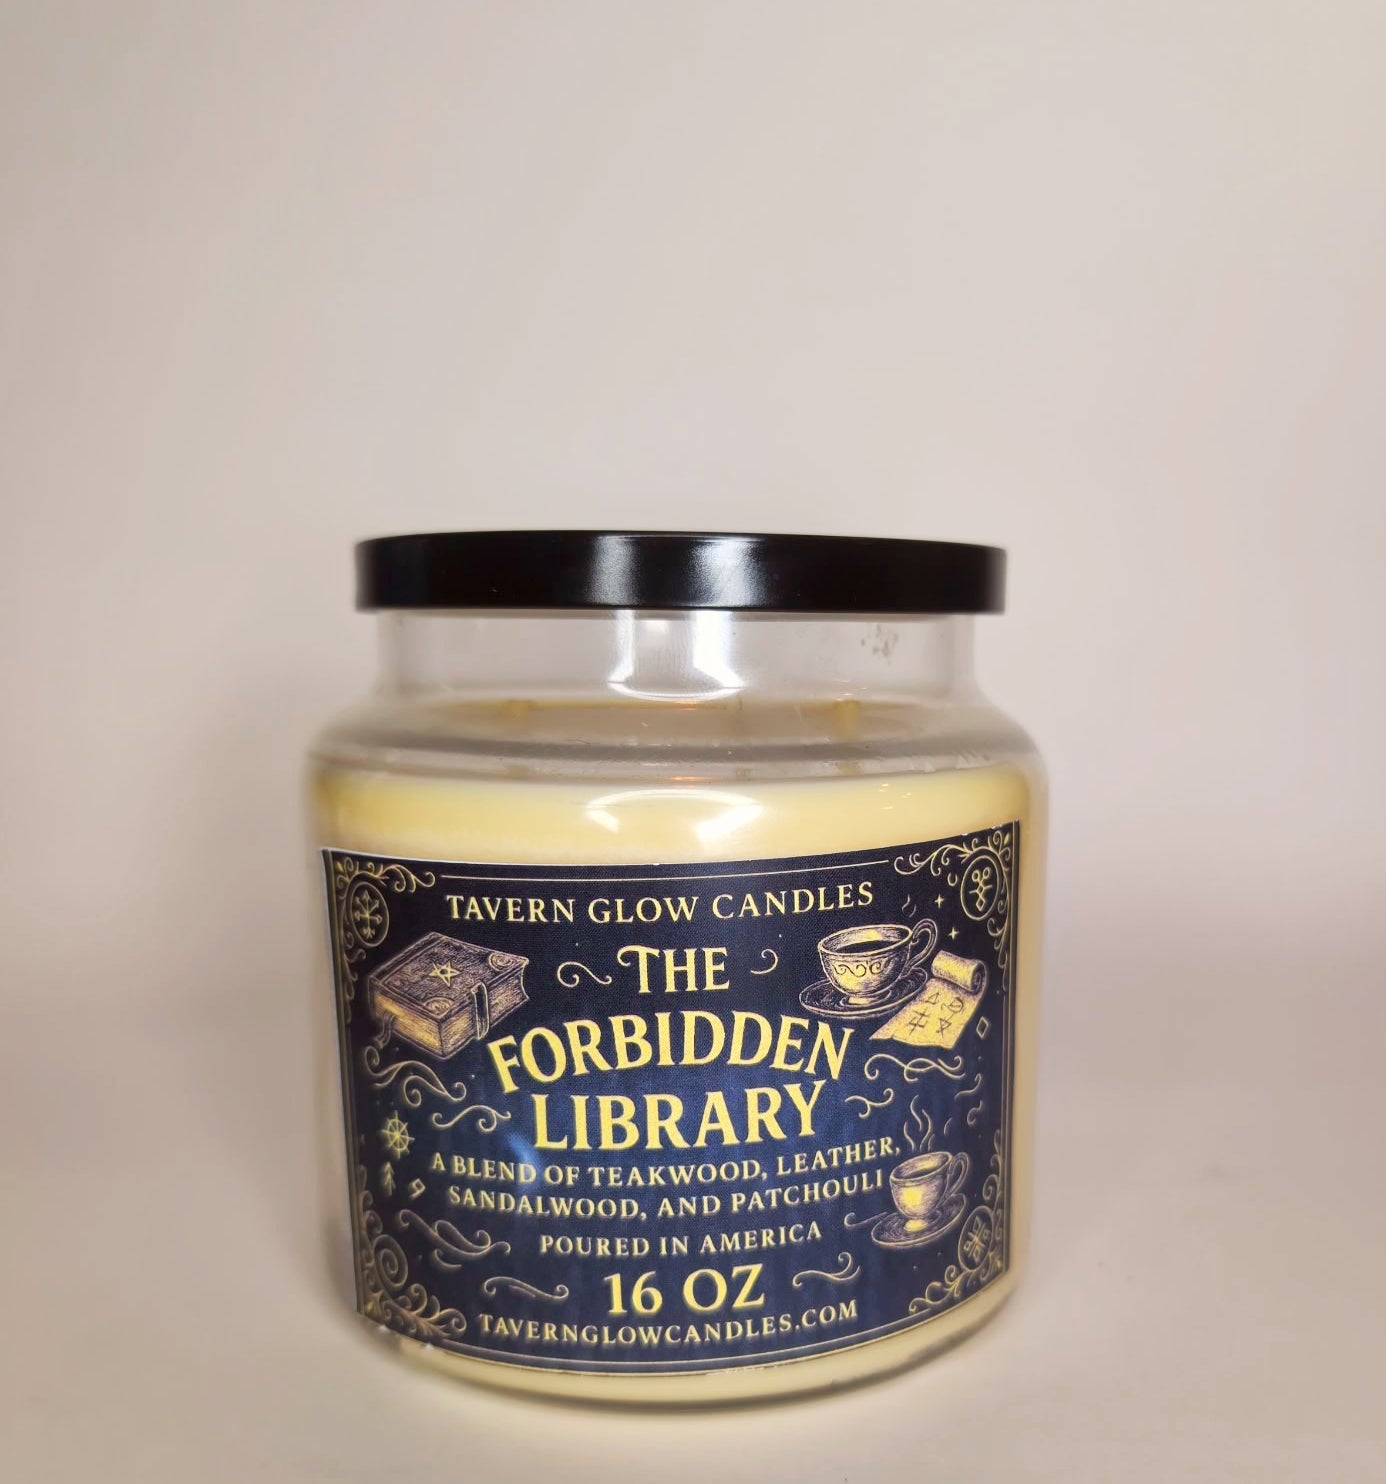 TAVERN GLOW CANDLES
THE
FORBIDDEN
LIBRARY
A BLEND OF TEAKWOOD, LEATHER,
SANDALWOOD, AND PATCHOULI
POURED IN AMERICA
16 OZ
TAVERNGLOWCANDLES.COM